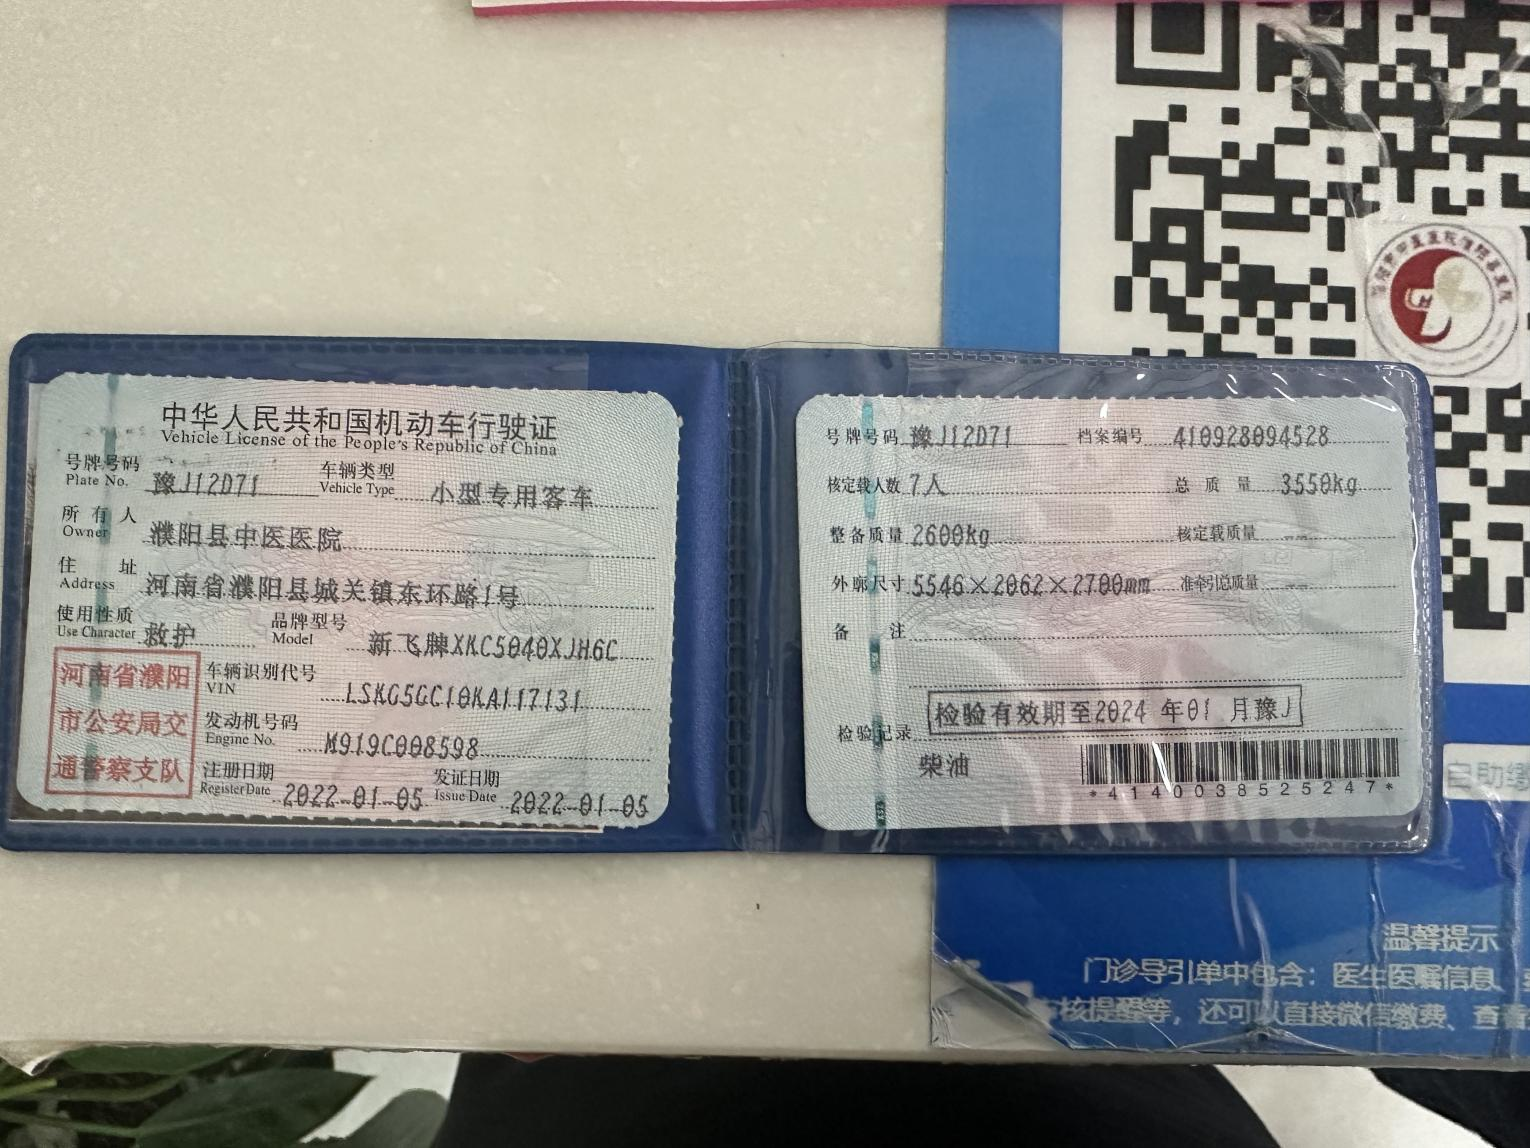 中华人民共和国机动车行驶证
Vehicle License of the People's Republic of China
号牌号码 豫J12D71 车辆类型 小型专用客车
Plate No. Vehicle Type
所有人 濮阳县中医医院
Owner
住址 河南省濮阳县城关镇东环路1号
Address
使用性质 救护 品牌型号 新飞牌XKC5040XJH6C
Use Character Model
河南省濮阳
市公安局交
通警察支队
车辆识别代号 LSKG5GC10KA117131
VIN
发动机号码 M919C008598
Engine No.
注册日期 2022-01-05 发证日期 2022-01-05
Register Date Issue Date
号牌号码 豫J12D71 档案编号 410928094528
核定载人数 7人 总质量 3550kg
整备质量 2600kg 核定载质量 --
外廓尺寸 5546×2062×2700mm 准牵引总质量 --
备注
检验记录 检验有效期至2024年01月豫J
柴油
*4140038525247*
自助缴
温馨提示
门诊导引单中包含：医生医嘱信息、
核提醒等，还可以直接微信缴费、查看